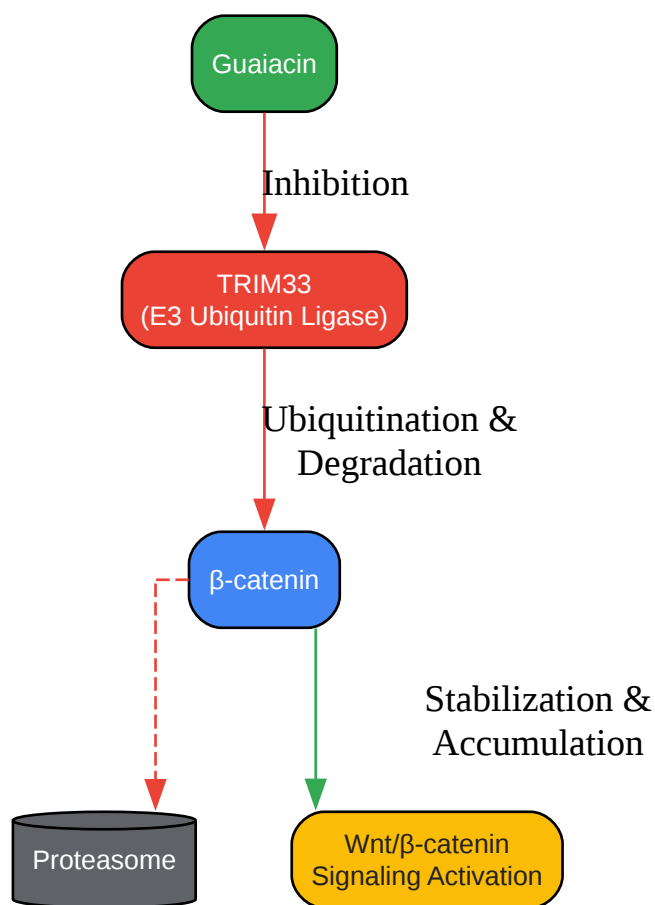 Guaiacin
Inhibition
TRIM33
(E3 Ubiquitin Ligase)
Ubiquitination &
Degradation
β-catenin
Stabilization &
Accumulation
Proteasome
Wnt/β-catenin
Signaling Activation